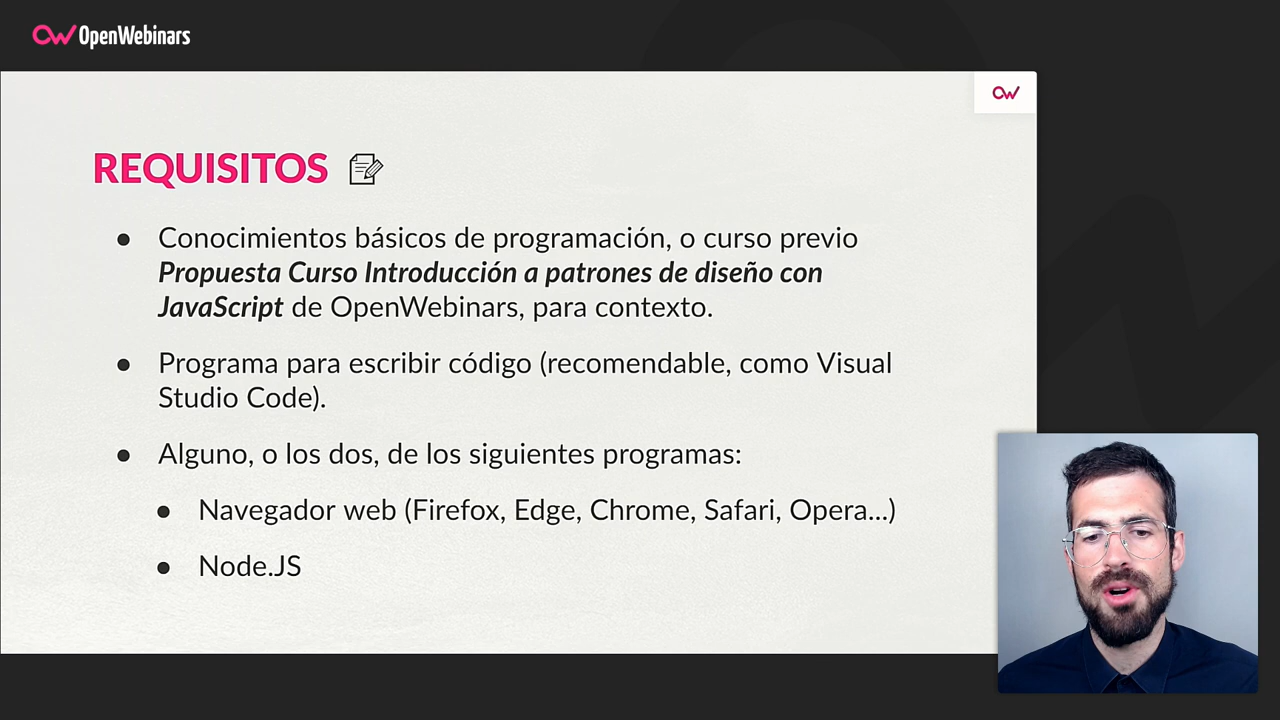 OpenWebinars
REQUISITOS
● Conocimientos básicos de programación, o curso previo
Propuesta Curso Introducción a patrones de diseño con
JavaScript de OpenWebinars, para contexto.
● Programa para escribir código (recomendable, como Visual
Studio Code).
● Alguno, o los dos, de los siguientes programas:
● Navegador web (Firefox, Edge, Chrome, Safari, Opera...)
● Node.JS